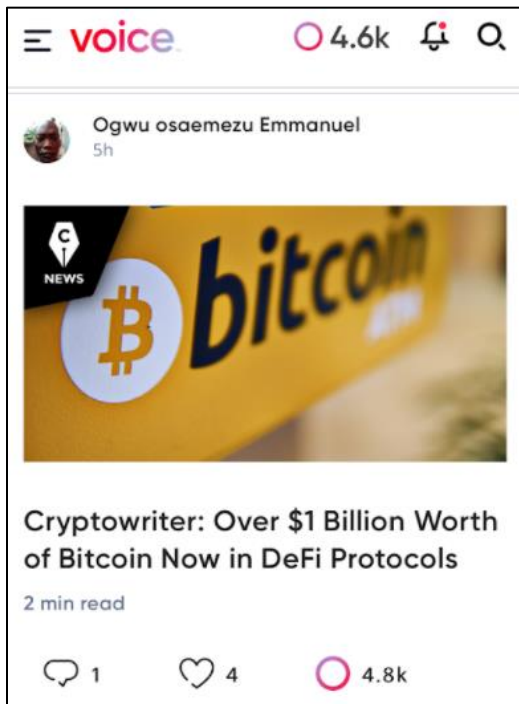 voice
4.6k
Ogwu osaemezu Emmanuel
5h
C
NEWS
bitcoin
Cryptowriter: Over $1 Billion Worth
of Bitcoin Now in DeFi Protocols
2 min read
1
4
4.8k